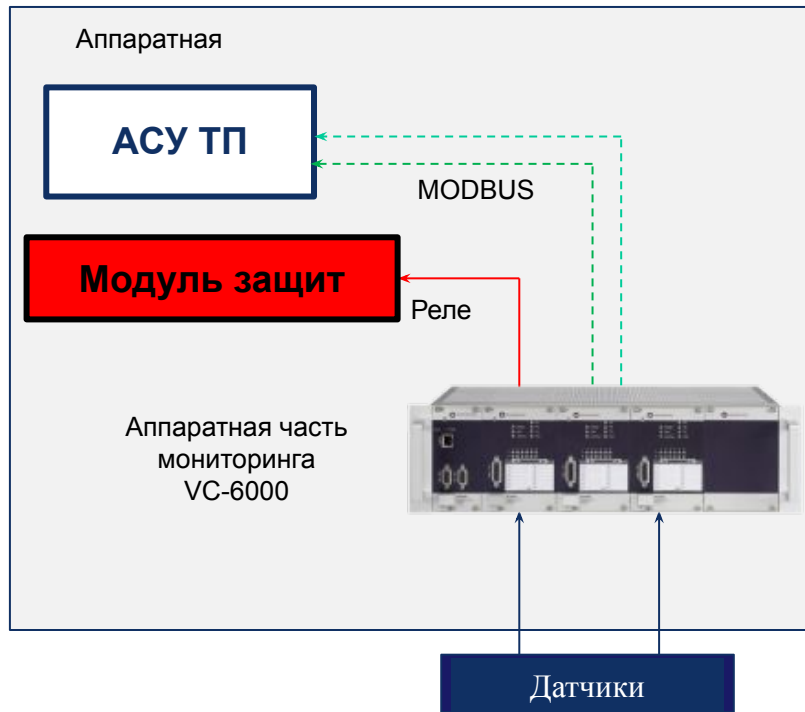 Аппаратная
АСУ ТП
MODBUS
Модуль защит
Реле
Аппаратная часть
мониторинга
VC-6000
Датчики